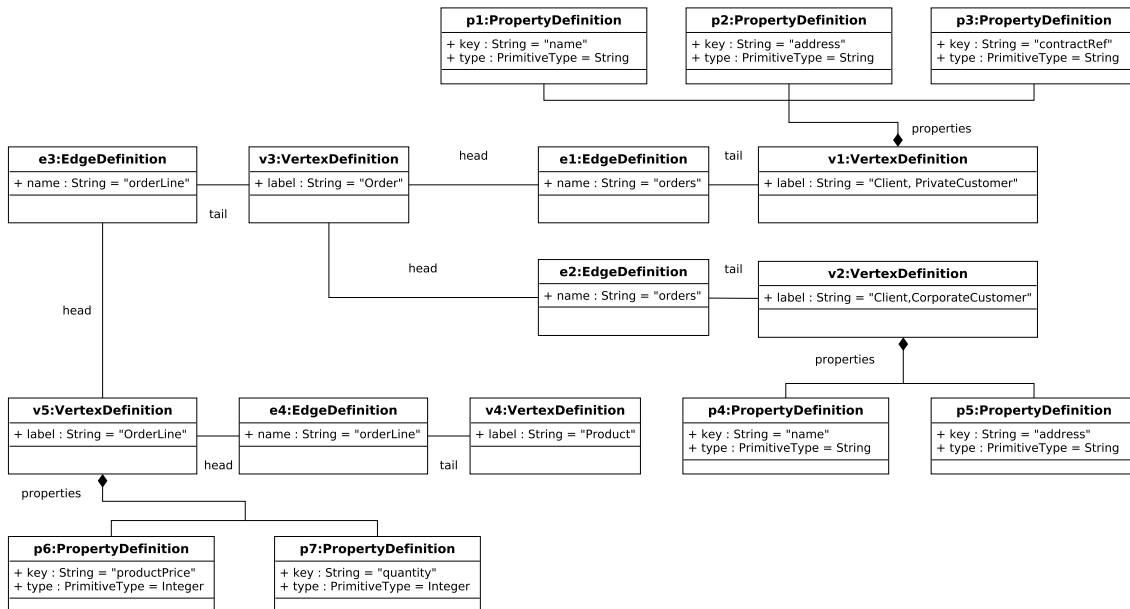 p1:PropertyDefinition
+ key : String = "name"
+ type : PrimitiveType = String
p2:PropertyDefinition
+ key : String = "address"
+ type : PrimitiveType = String
p3:PropertyDefinition
+ key : String = "contractRef"
+ type : PrimitiveType = String
properties
e3:EdgeDefinition
+ name : String = "orderLine"
tail
v3:VertexDefinition
+ label : String = "Order"
head
e1:EdgeDefinition
+ name : String = "orders"
tail
v1:VertexDefinition
+ label : String = "Client, PrivateCustomer"
head
e2:EdgeDefinition
+ name : String = "orders"
tail
v2:VertexDefinition
+ label : String = "Client,CorporateCustomer"
head
properties
v5:VertexDefinition
+ label : String = "OrderLine"
head
e4:EdgeDefinition
+ name : String = "orderLine"
tail
v4:VertexDefinition
+ label : String = "Product"
p4:PropertyDefinition
+ key : String = "name"
+ type : PrimitiveType = String
p5:PropertyDefinition
+ key : String = "address"
+ type : PrimitiveType = String
properties
p6:PropertyDefinition
+ key : String = "productPrice"
+ type : PrimitiveType = Integer
p7:PropertyDefinition
+ key : String = "quantity"
+ type : PrimitiveType = Integer